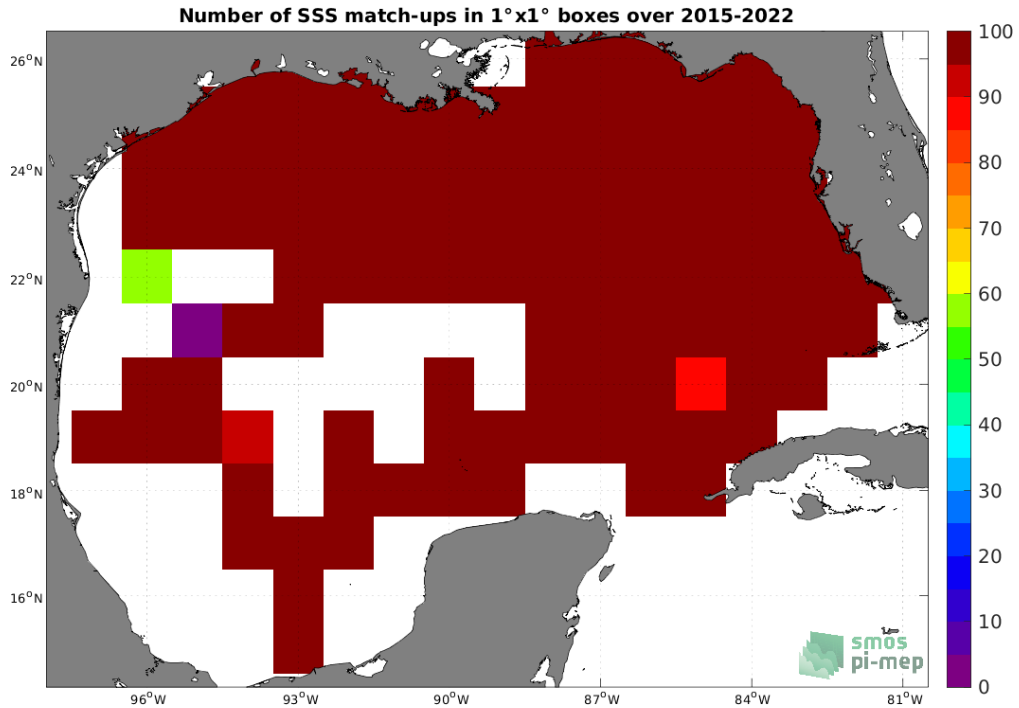 Number of SSS match-ups in 1°x1° boxes over 2015-2022
26°N
24°N
22°N
20°N
18°N
16°N
96°W
93°W
90°W
87°W
84°W
81°W
100
90
80
70
60
50
40
30
20
10
0
smos
pi-mep